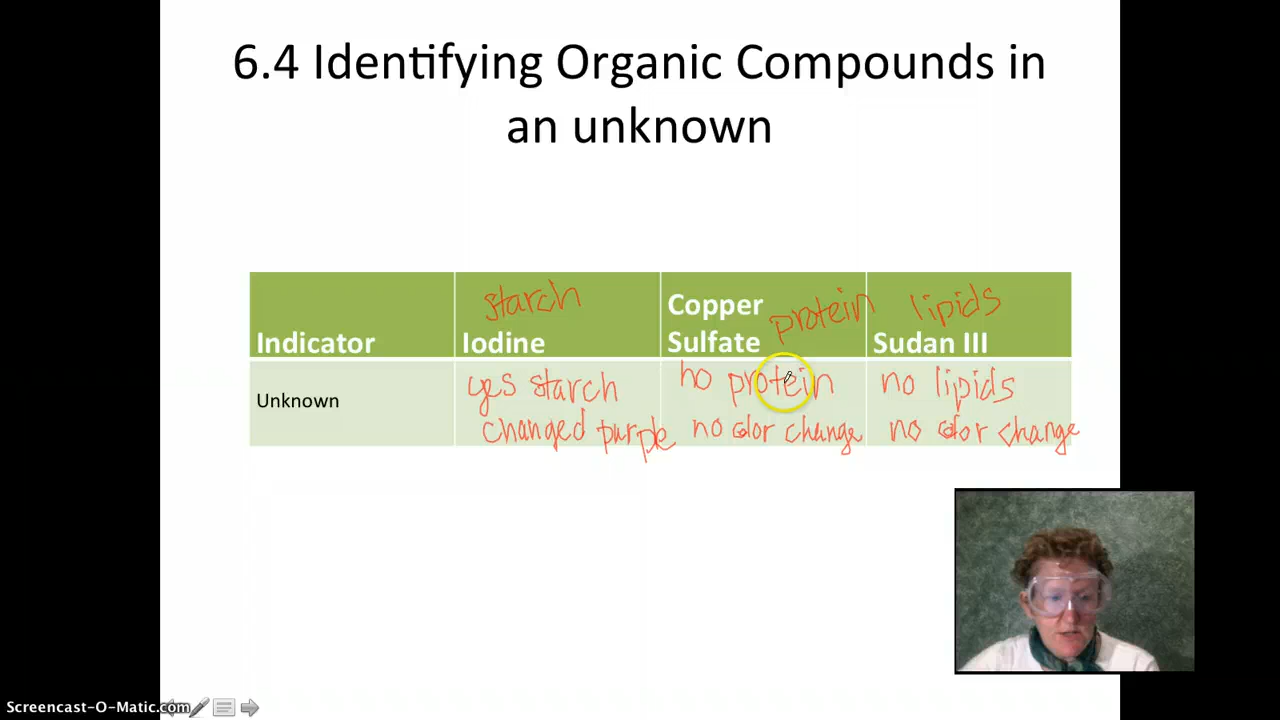 6.4 Identifying Organic Compounds in
an unknown
starch
Copper
protein
lipids
Indicator
Iodine
Sulfate
Sudan III
Unknown
yes starch
no protein
no lipids
changed purple
no color change
no color change
Screencast-O-Matic.com